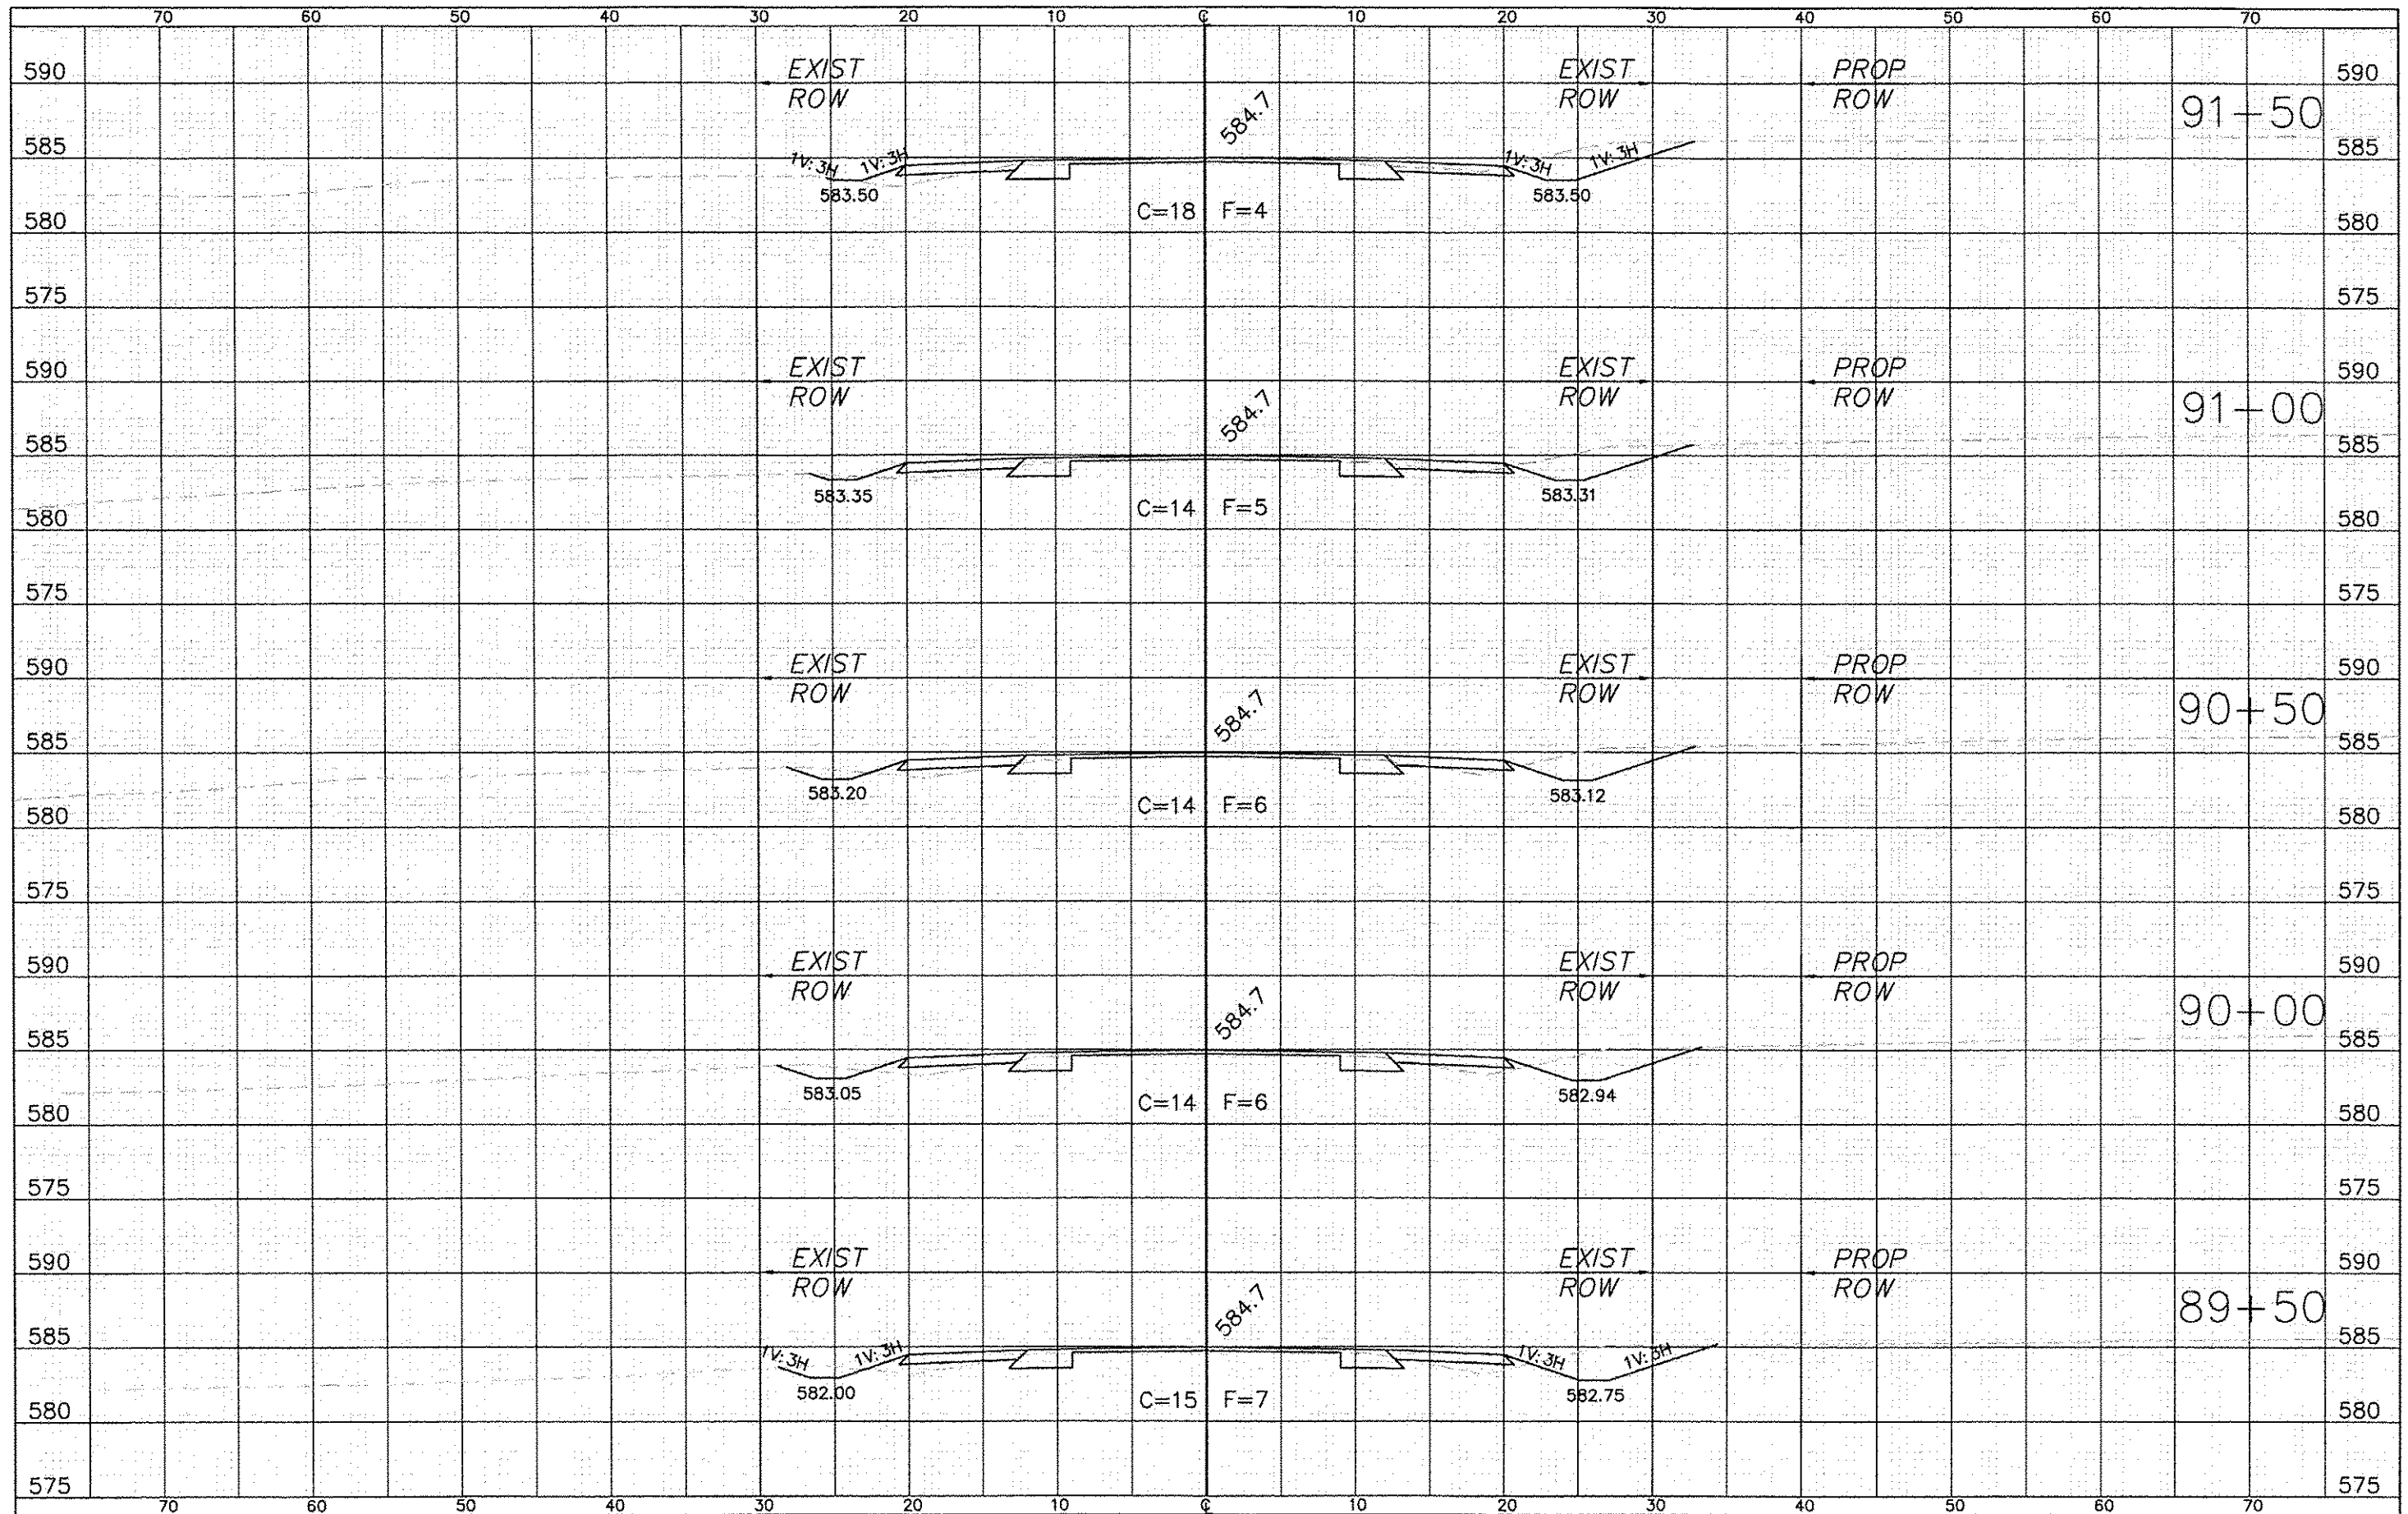 70 60 50 40 30 20 10 ℄ 10 20 30 40 50 60 70
590 EXIST EXIST PROP 590
ROW ROW ROW
91+50
584.7
585 1V:3H 1V:3H 1V:3H 1V:3H 585
583.50 583.50
C=18 F=4
580 580
575 575
590 EXIST EXIST PROP 590
ROW ROW ROW
91+00
584.7
585 585
583.35 583.31
C=14 F=5
580 580
575 575
590 EXIST EXIST PROP 590
ROW ROW ROW
90+50
584.7
585 585
583.20 583.12
C=14 F=6
580 580
575 575
590 EXIST EXIST PROP 590
ROW ROW ROW
90+00
584.7
585 585
583.05 582.94
C=14 F=6
580 580
575 575
590 EXIST EXIST PROP 590
ROW ROW ROW
89+50
584.7
585 1V:3H 1V:3H 1V:3H 1V:3H 585
582.00 582.75
C=15 F=7
580 580
575 575
70 60 50 40 30 20 10 ℄ 10 20 30 40 50 60 70